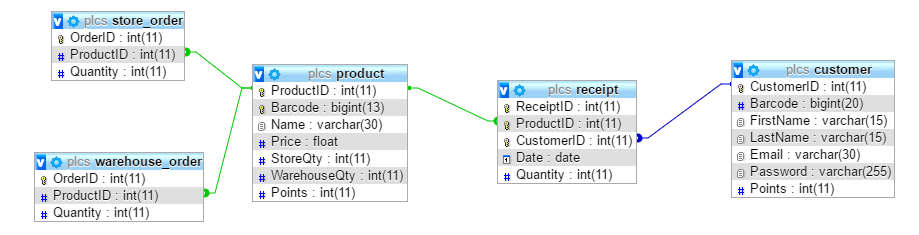 plcs store_order
OrderID : int(11)
ProductID : int(11)
# Quantity : int(11)
plcs warehouse_order
OrderID : int(11)
# ProductID : int(11)
# Quantity : int(11)
plcs product
ProductID : int(11)
Barcode : bigint(13)
Name : varchar(30)
# Price : float
# StoreQty : int(11)
# WarehouseQty : int(11)
# Points : int(11)
plcs receipt
ReceiptID : int(11)
ProductID : int(11)
CustomerID : int(11)
Date : date
# Quantity : int(11)
plcs customer
CustomerID : int(11)
# Barcode : bigint(20)
FirstName : varchar(15)
LastName : varchar(15)
Email : varchar(30)
Password : varchar(255)
# Points : int(11)